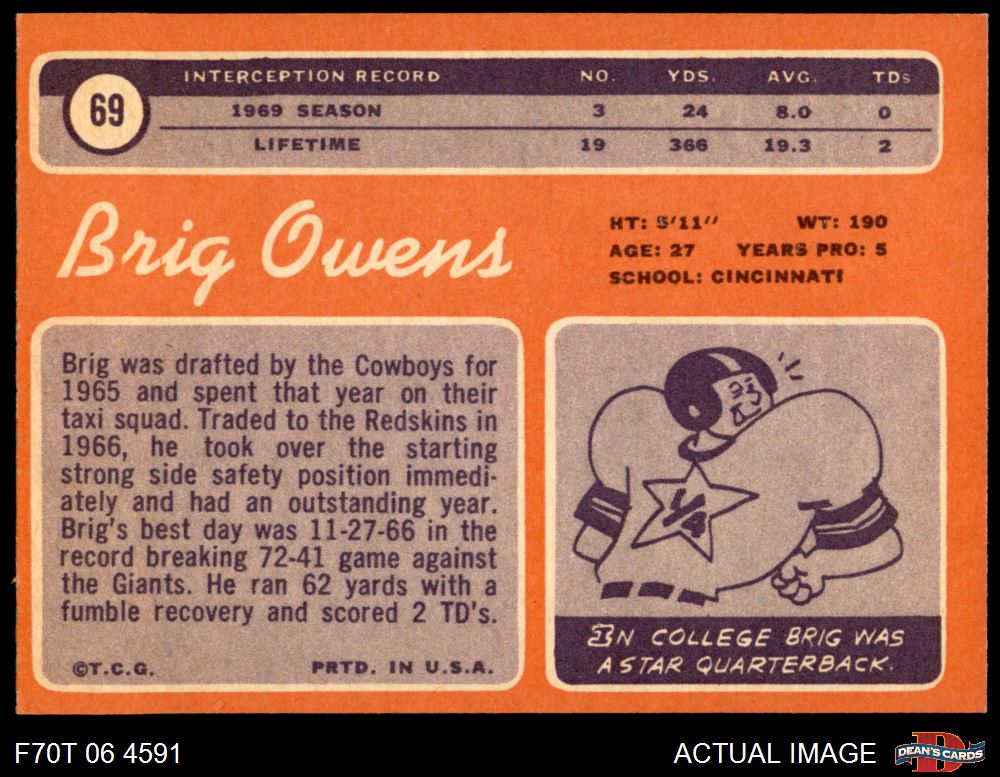 69
INTERCEPTION RECORD NO. YDS. AVG. TDs
1969 SEASON 3 24 8.0 0
LIFETIME 19 366 19.3 2
Brig Owens
HT: 5'11" WT: 190
AGE: 27 YEARS PRO: 5
SCHOOL: CINCINNATI
Brig was drafted by the Cowboys for
1965 and spent that year on their
taxi squad. Traded to the Redskins in
1966, he took over the starting
strong side safety position immedi-
ately and had an outstanding year.
Brig's best day was 11-27-66 in the
record breaking 72-41 game against
the Giants. He ran 62 yards with a
fumble recovery and scored 2 TD's.
©T.C.G. PRTD. IN U.S.A.
1/4
IN COLLEGE BRIG WAS
A STAR QUARTERBACK.
F70T 06 4591
ACTUAL IMAGE
D
DEAN'S CARDS